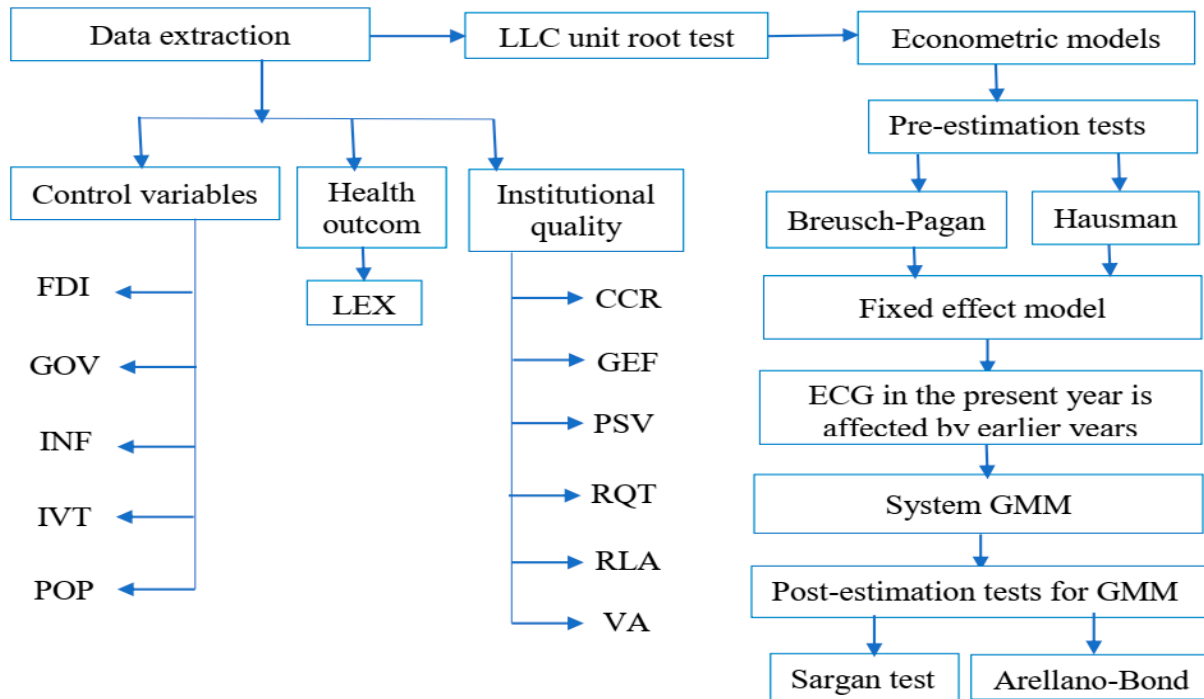 Data extraction
LLC unit root test
Econometric models
Pre-estimation tests
Control variables
Health
outcom
Institutional
quality
Breusch-Pagan
Hausman
FDI
GOV
INF
IVT
POP
LEX
CCR
GEF
PSV
RQT
RLA
VA
Fixed effect model
ECG in the present year is
affected by earlier years
System GMM
Post-estimation tests for GMM
Sargan test
Arellano-Bond